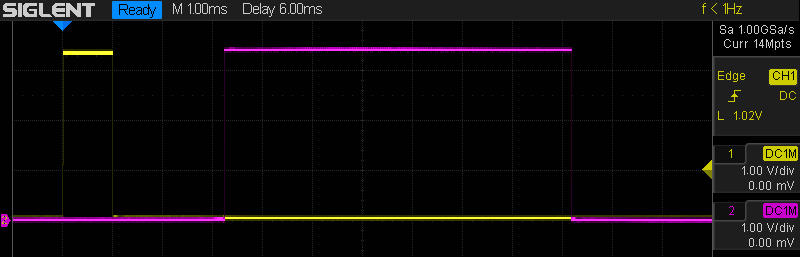 SIGLENT Ready M 1.00ms Delay 6.00ms f < 1Hz
Sa 1.00GSa/s
Curr 14Mpts
Edge CH1
DC
L 1.02V
1 DC1M
1.00 V/div
0.00 mV
2 DC1M
1.00 V/div
0.00 mV
2